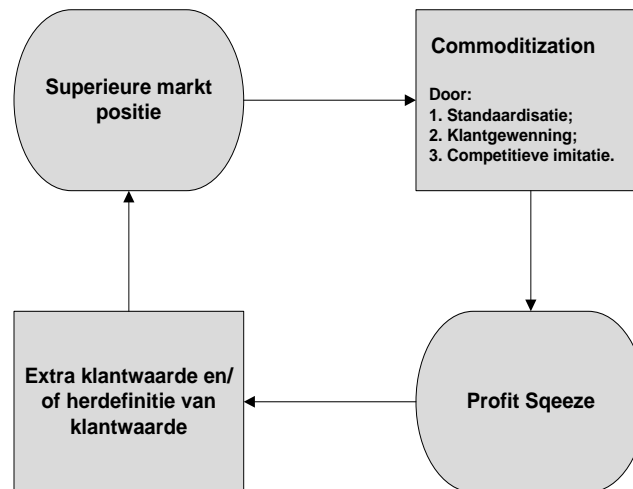 Superieure markt
positie
Commoditization
Door:
1. Standaardisatie;
2. Klantgewenning;
3. Competitieve imitatie.
Extra klantwaarde en/
of herdefinitie van
klantwaarde
Profit Sqeeze